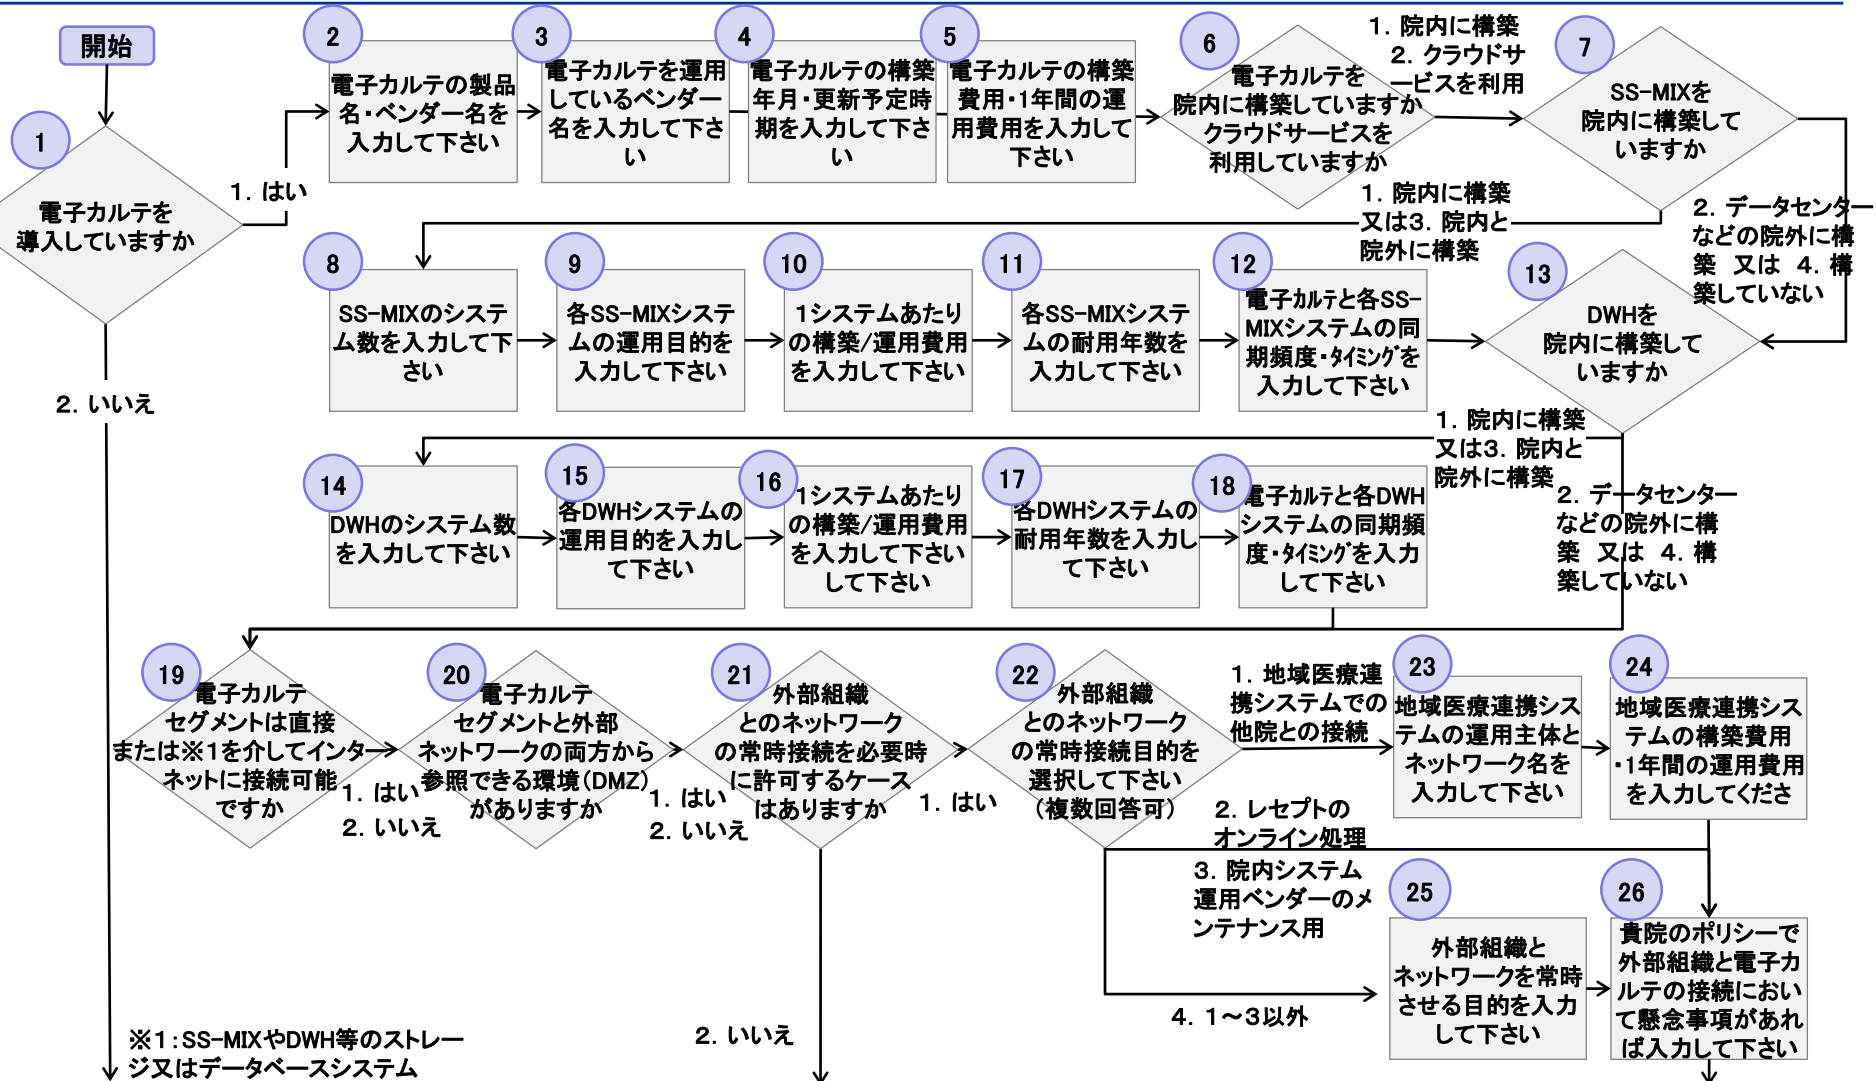 開始
1
電子カルテを
導入していますか
1. はい
2. いいえ
2
電子カルテの製品
名・ベンダー名を
入力して下さい
3
電子カルテを運用
しているベンダー
名を入力して下さ
い
4
電子カルテの構築
年月・更新予定時
期を入力して下さ
い
5
電子カルテの構築
費用・1年間の運
用費用を入力して
下さい
6
電子カルテを
院内に構築していますか
クラウドサービスを
利用していますか
1. 院内に構築
2. クラウドサ
ービスを利用
7
SS-MIXを
院内に構築して
いますか
1. 院内に構築
又は3. 院内と
院外に構築
2. データセンター
などの院外に構
築 又は 4. 構
築していない
8
SS-MIXのシステ
ム数を入力して下
さい
9
各SS-MIXシステ
ムの運用目的を
入力して下さい
10
1システムあたり
の構築/運用費用
を入力して下さい
11
各SS-MIXシステ
ムの耐用年数を
入力して下さい
12
電子カルテと各SS-
MIXシステムの同
期頻度・タイミングを
入力して下さい
13
DWHを
院内に構築して
いますか
1. 院内に構築
又は3. 院内と
院外に構築
2. データセンター
などの院外に構
築 又は 4. 構
築していない
14
DWHのシステム数
を入力して下さい
15
各DWHシステムの
運用目的を入力し
て下さい
16
1システムあたり
の構築/運用費用
を入力して下さい
して下さい
17
各DWHシステムの
耐用年数を入力し
て下さい
18
電子カルテと各DWH
システムの同期頻
度・タイミングを入力
して下さい
19
電子カルテ
セグメントは直接
または※1を介してインター
ネットに接続可能
ですか
1. はい
2. いいえ
20
電子カルテ
セグメントと外部
ネットワークの両方から
参照できる環境(DMZ)
がありますか
1. はい
2. いいえ
21
外部組織
とのネットワーク
の常時接続を必要時
に許可するケース
はありますか
1. はい
2. いいえ
22
外部組織
とのネットワーク
の常時接続目的を
選択して下さい
(複数回答可)
1. 地域医療連
携システムでの
他院との接続
2. レセプトの
オンライン処理
3. 院内システム
運用ベンダーのメ
ンテナンス用
4. 1～3以外
23
地域医療連携シス
テムの運用主体と
ネットワーク名を
入力して下さい
24
地域医療連携シス
テムの構築費用
・1年間の運用費用
を入力してくださ
25
外部組織と
ネットワークを常時
させる目的を入力
して下さい
26
貴院のポリシーで
外部組織と電子カ
ルテの接続におい
て懸念事項があれ
ば入力して下さい
※1:SS-MIXやDWH等のストレー
ジ又はデータベースシステム